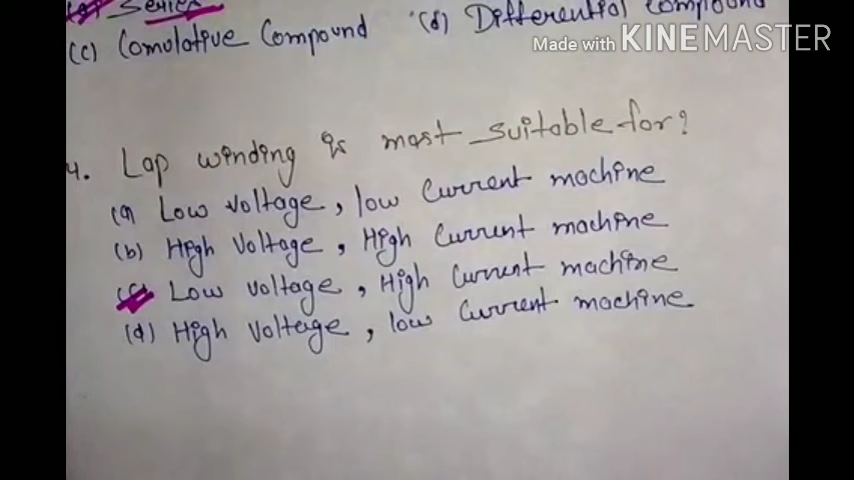 (a) Series
(c) Comulative Compound (d) Differential Compound
Made with KINEMASTER
4. Lap winding is most suitable for?
(a) Low voltage, low Current machine
(b) High Voltage, High Current machine
(c) Low voltage, High Current machine
(d) High Voltage, low Current machine